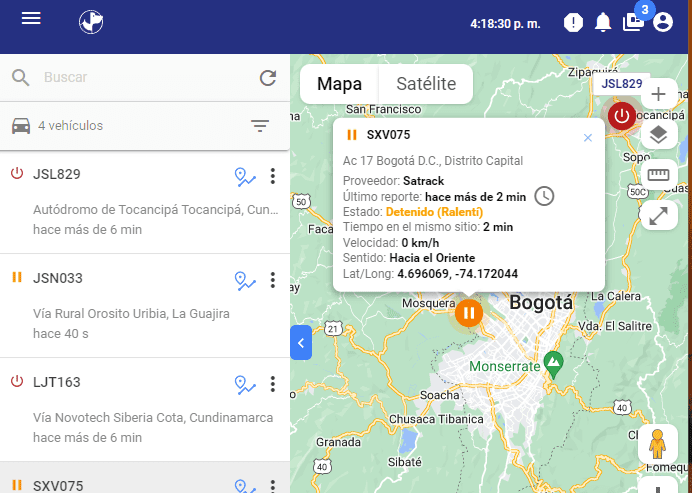 4:18:30 p. m.
3
Buscar
4 vehículos
JSL829
Autódromo de Tocancipá Tocancipá, Cun...
hace más de 6 min
JSN033
Vía Rural Orosito Uribia, La Guajira
hace 40 s
LJT163
Vía Novotech Siberia Cota, Cundinamarca
hace más de 6 min
SXV075
Mapa
Satélite
Zipaquirá
JSL829
San Francisco
ocancipá
Sopo
50C
Guasca
50
Faca
SXV075
Ac 17 Bogotá D.C., Distrito Capital
Proveedor: Satrack
Último reporte: hace más de 2 min
Estado: Detenido (Ralentí)
Tiempo en el mismo sitio: 2 min
Velocidad: 0 km/h
Sentido: Hacia el Oriente
Lat/Long: 4.696069, -74.172044
Mosquera
Bogotá
La Calera
21
Vda. El Salitre
Monserrate
Soacha
40
Chusaca Tibanica
Granada
Sibaté
40
Fomeq